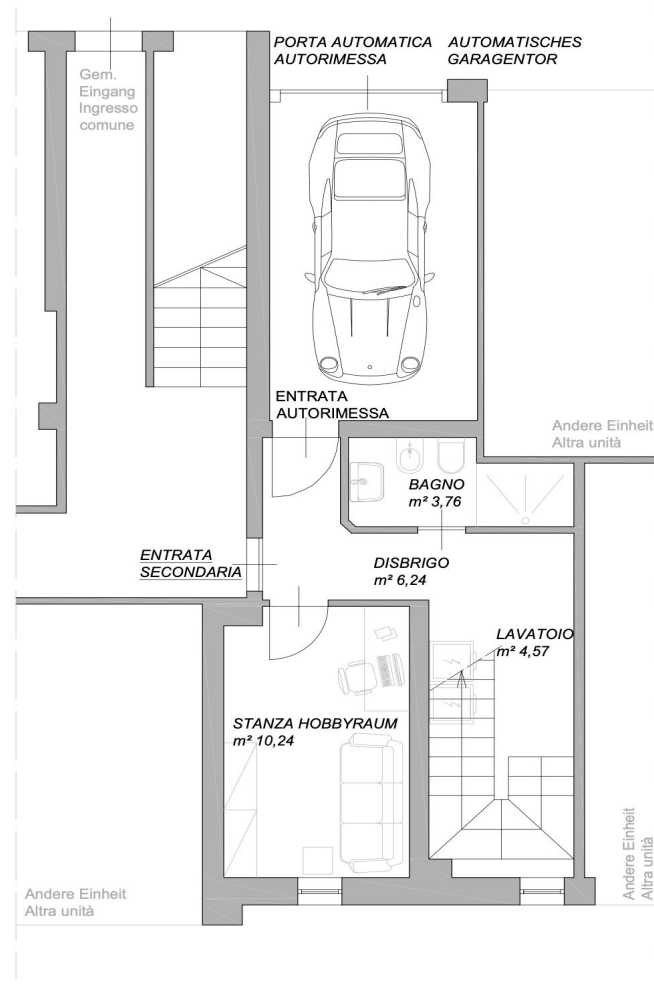 PORTA AUTOMATICA
AUTORIMESSA
AUTOMATISCHES
GARAGENTOR
Gem.
Eingang
Ingresso
comune
ENTRATA
AUTORIMESSA
Andere Einheit
Altra unità
BAGNO
m² 3,76
ENTRATA
SECONDARIA
DISBRIGO
m² 6,24
LAVATOIO
m² 4,57
STANZA HOBBYRAUM
m² 10,24
Andere Einheit
Altra unità
Andere Einheit
Altra unità